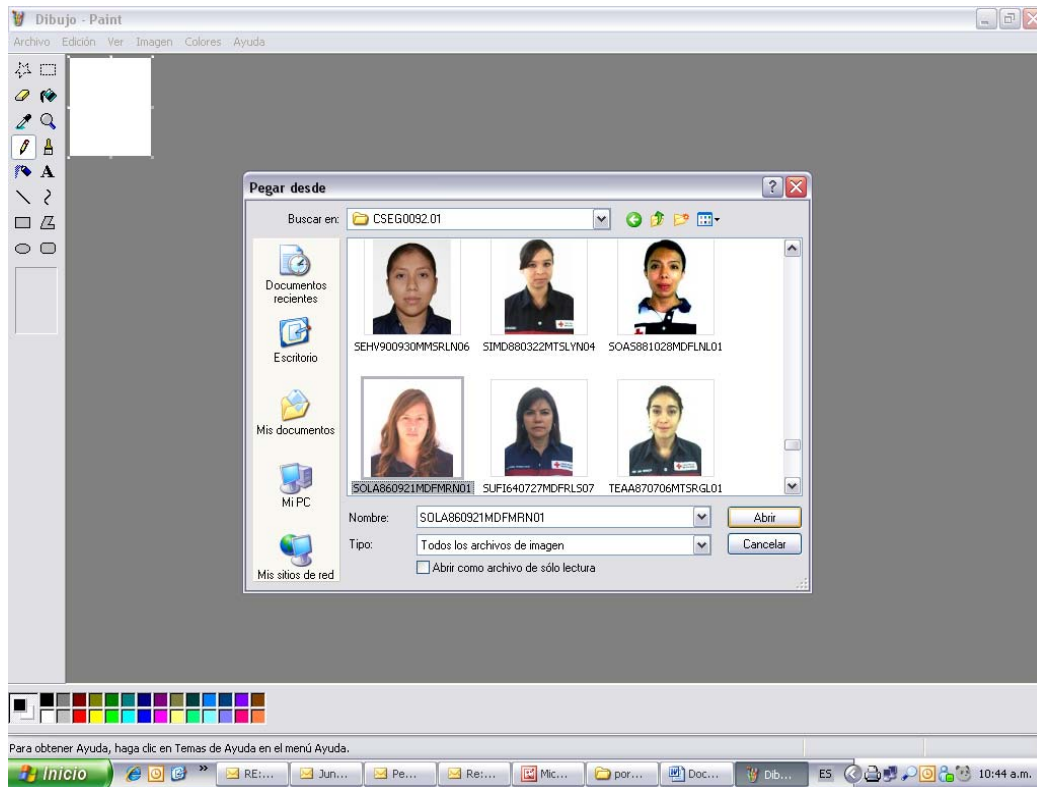 Dibujo - Paint
Archivo Edición Ver Imagen Colores Ayuda
A
Pegar desde
Buscar en: CSEG0092.01
Documentos recientes
Escritorio
Mis documentos
Mi PC
Mis sitios de red
SEHV900930MMSRLN06 SIMD880322MTSLYN04 SOAS881028MDFLNL01
SOLA860921MDFMRN01 SUFI640727MDFRLS07 TEAA870706MTSRGL01
Nombre: SOLA860921MDFMRN01 Abrir
Tipo: Todos los archivos de imagen Cancelar
Abrir como archivo de sólo lectura
Para obtener Ayuda, haga clic en Temas de Ayuda en el menú Ayuda.
Inicio » RE:... Jun... Pe... Re:... Mic... por... Doc... Dib... ES 10:44 a.m.